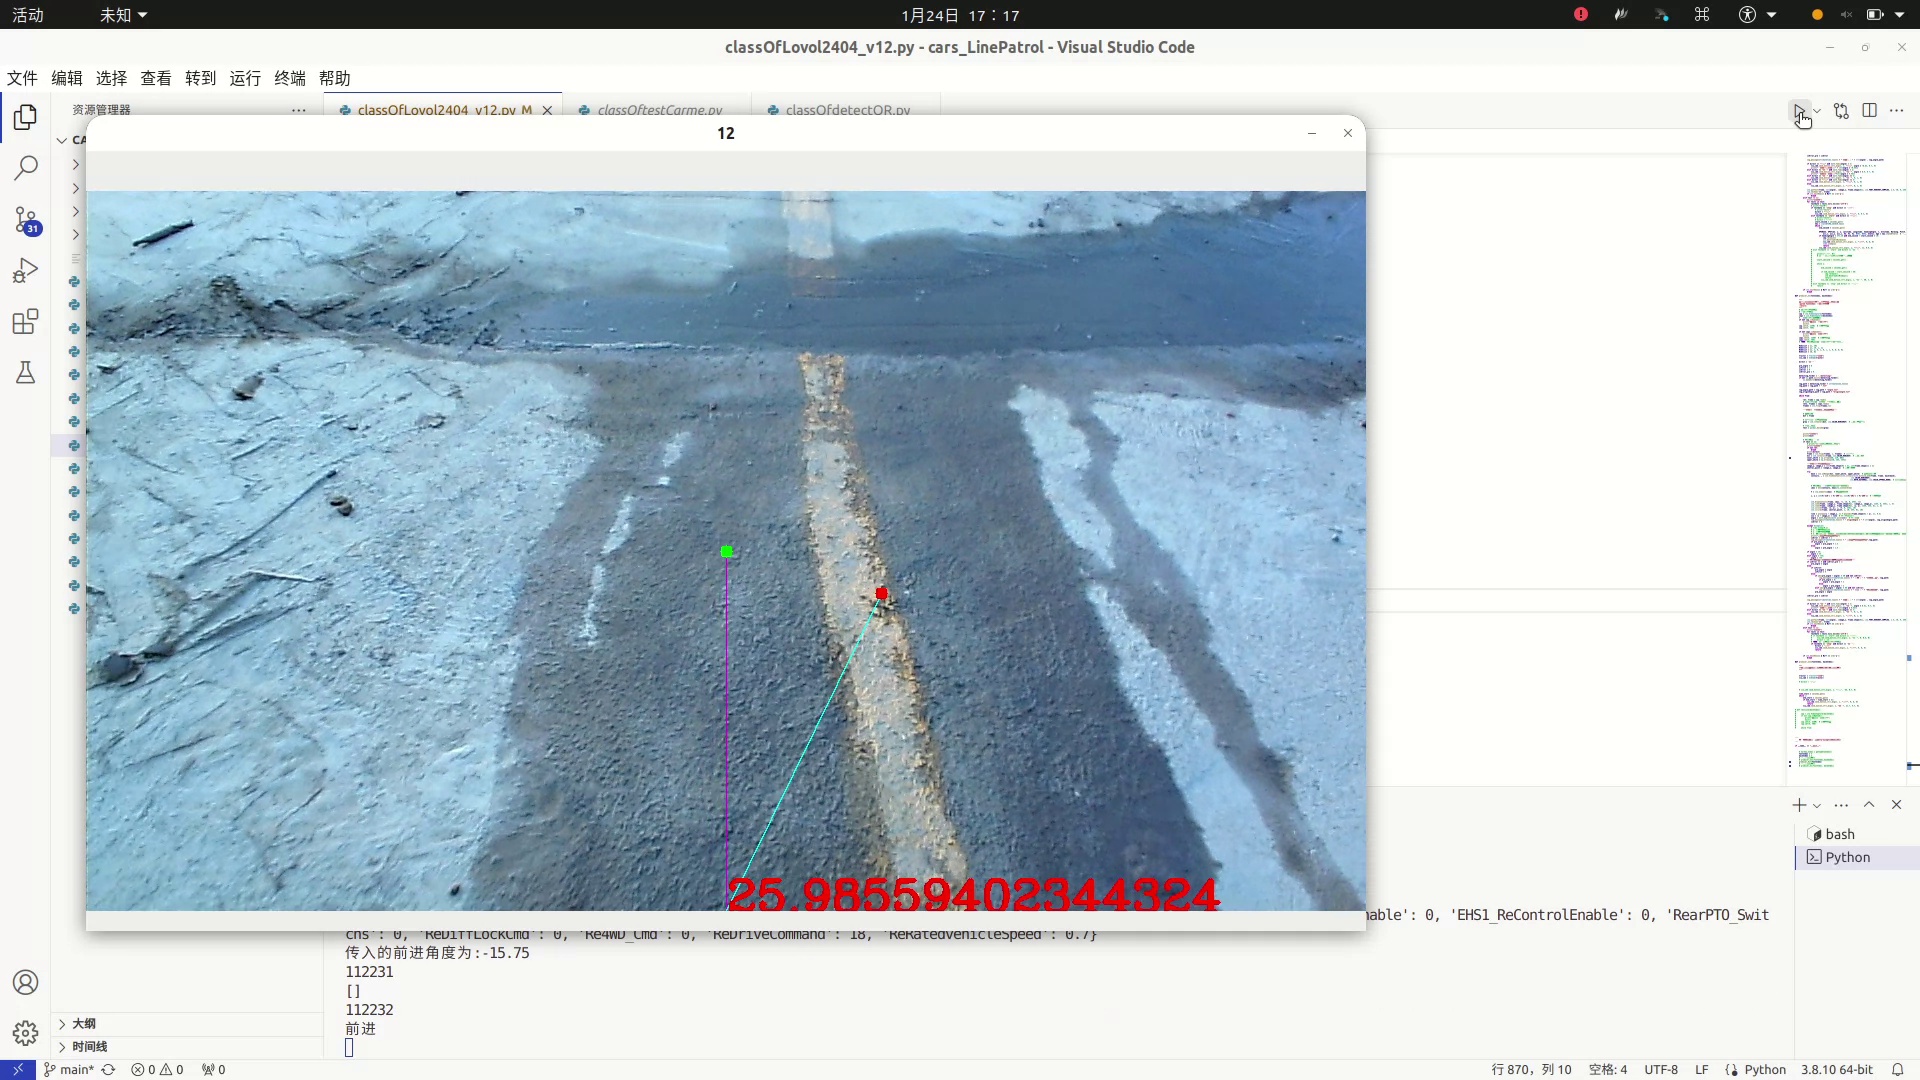 活动
未知
1月24日 17：17
classOfLovol2404_v12.py - cars_LinePatrol - Visual Studio Code
文件 编辑 选择 查看 转到 运行 终端 帮助
资源管理器
classOfLovol2404_v12.py M
classOftestCarme.py
classOfdetectQR.py
CA
12
31
25.98559402344324
bash
Python
nable': 0, 'EHS1_ReControlEnable': 0, 'RearPTO_Swit
chs': 0, 'ReDiffLockCmd': 0, 'Re4WD_Cmd': 0, 'ReDriveCommand': 18, 'ReRatedVehicleSpeed': 0.7}
传入的前进角度为:-15.75
112231
[]
112232
前进
大纲
时间线
main* 0 0 0
行 870，列 10 空格: 4 UTF-8 LF Python 3.8.10 64-bit